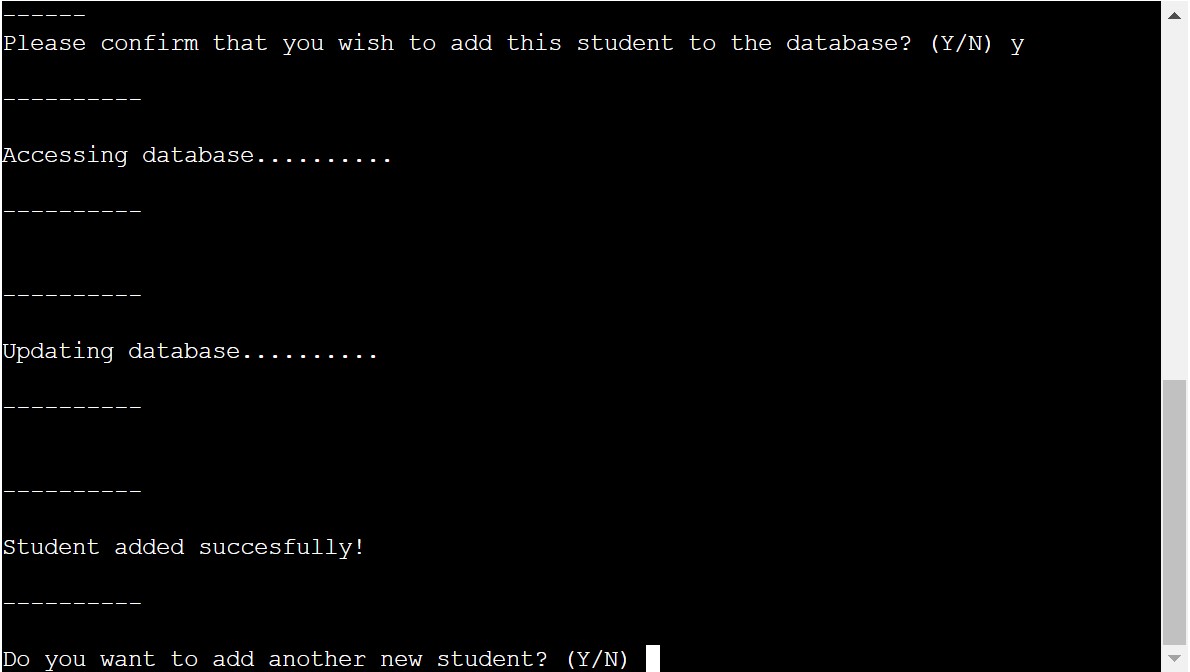 ------
Please confirm that you wish to add this student to the database? (Y/N) y
----------
Accessing database..........
----------
----------
Updating database..........
----------
----------
Student added succesfully!
----------
Do you want to add another new student? (Y/N)